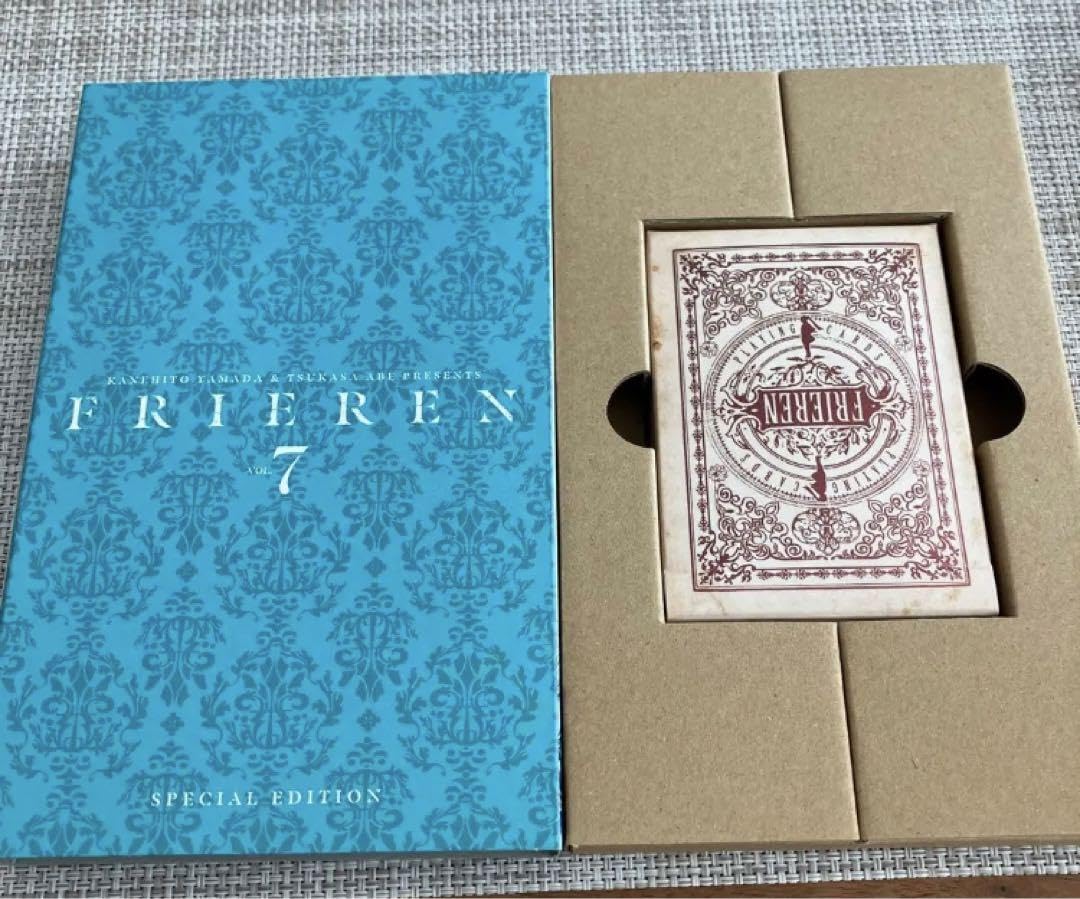 KANEHITO YAMADA & TSUKASA ABE PRESENTS
FRIEREN
VOL. 7
SPECIAL EDITION
PLAYING CARDS
FRIEREN
PLAYING CARDS